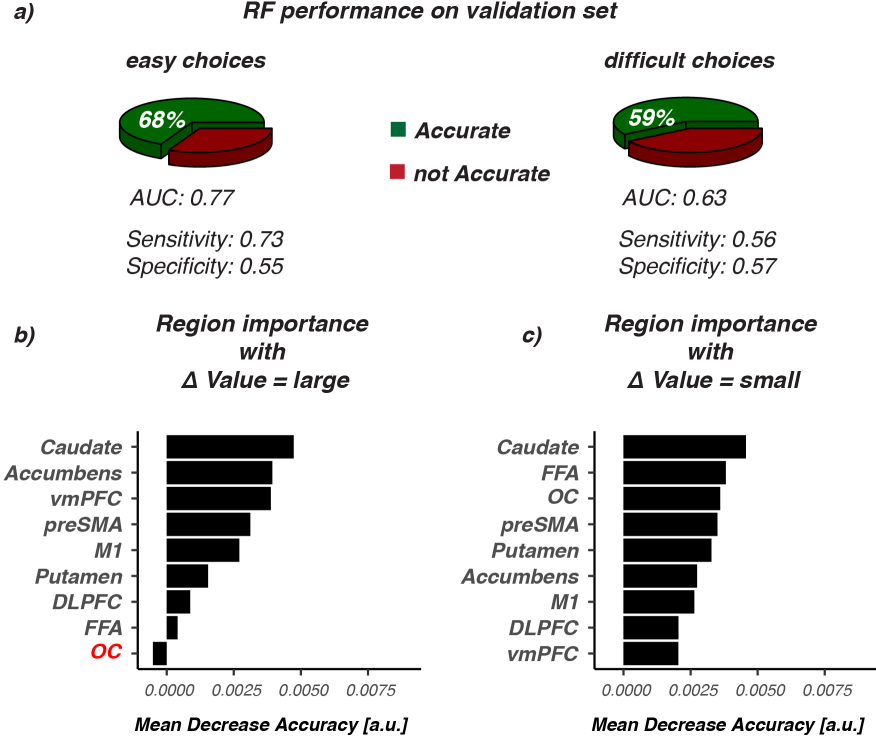 a)
RF performance on validation set
easy choices
difficult choices
68%
59%
Accurate
not Accurate
AUC: 0.77
Sensitivity: 0.73
Specificity: 0.55
AUC: 0.63
Sensitivity: 0.56
Specificity: 0.57
b)
Region importance
with
Δ Value = large
Caudate
Accumbens
vmPFC
preSMA
M1
Putamen
DLPFC
FFA
OC
0.0000 0.0025 0.0050 0.0075
Mean Decrease Accuracy [a.u.]
c)
Region importance
with
Δ Value = small
Caudate
FFA
OC
preSMA
Putamen
Accumbens
M1
DLPFC
vmPFC
0.0000 0.0025 0.0050 0.0075
Mean Decrease Accuracy [a.u.]